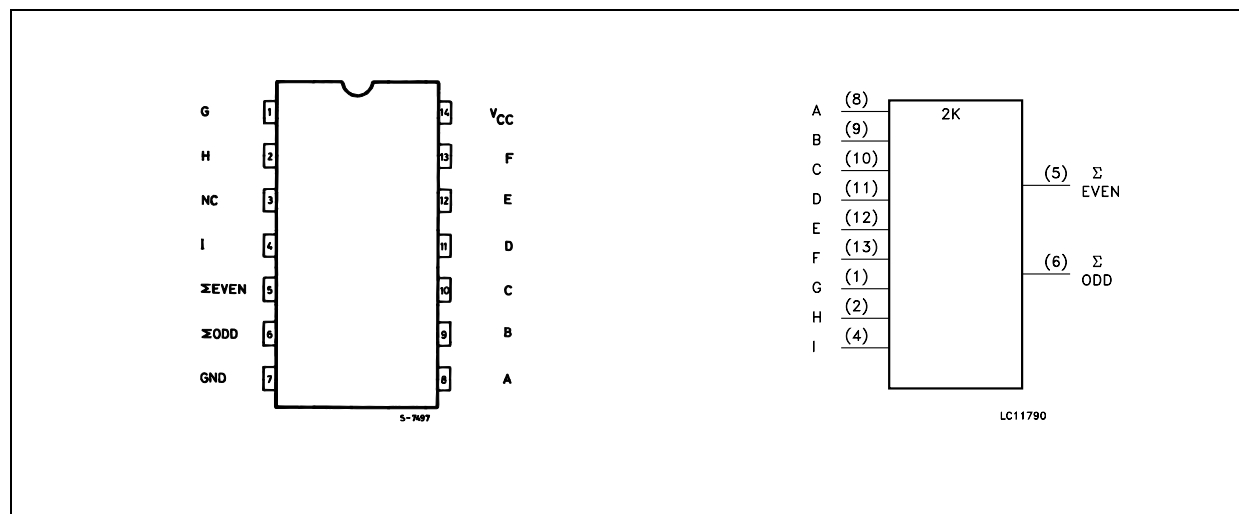 G 1 14 VCC
H 2 13 F
NC 3 12 E
I 4 11 D
ΣEVEN 5 10 C
ΣODD 6 9 B
GND 7 8 A
S-7497
2K
A (8)
B (9)
C (10)
D (11)
E (12)
F (13)
G (1)
H (2)
I (4)
(5) Σ
EVEN
(6) Σ
ODD
LC11790